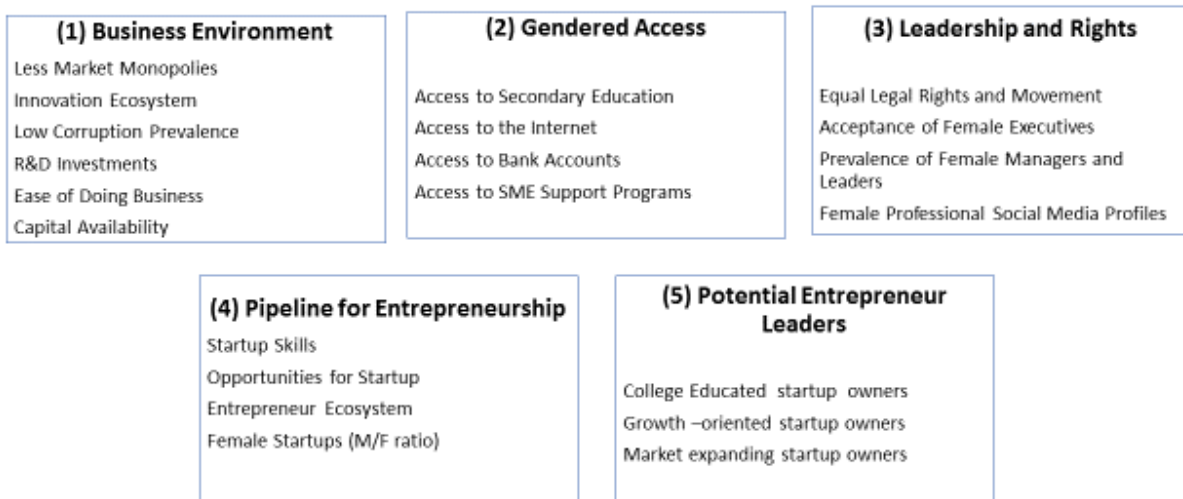 (1) Business Environment
Less Market Monopolies
Innovation Ecosystem
Low Corruption Prevalence
R&D Investments
Ease of Doing Business
Capital Availability
(2) Gendered Access
Access to Secondary Education
Access to the Internet
Access to Bank Accounts
Access to SME Support Programs
(3) Leadership and Rights
Equal Legal Rights and Movement
Acceptance of Female Executives
Prevalence of Female Managers and
Leaders
Female Professional Social Media Profiles
(4) Pipeline for Entrepreneurship
Startup Skills
Opportunities for Startup
Entrepreneur Ecosystem
Female Startups (M/F ratio)
(5) Potential Entrepreneur
Leaders
College Educated startup owners
Growth –oriented startup owners
Market expanding startup owners